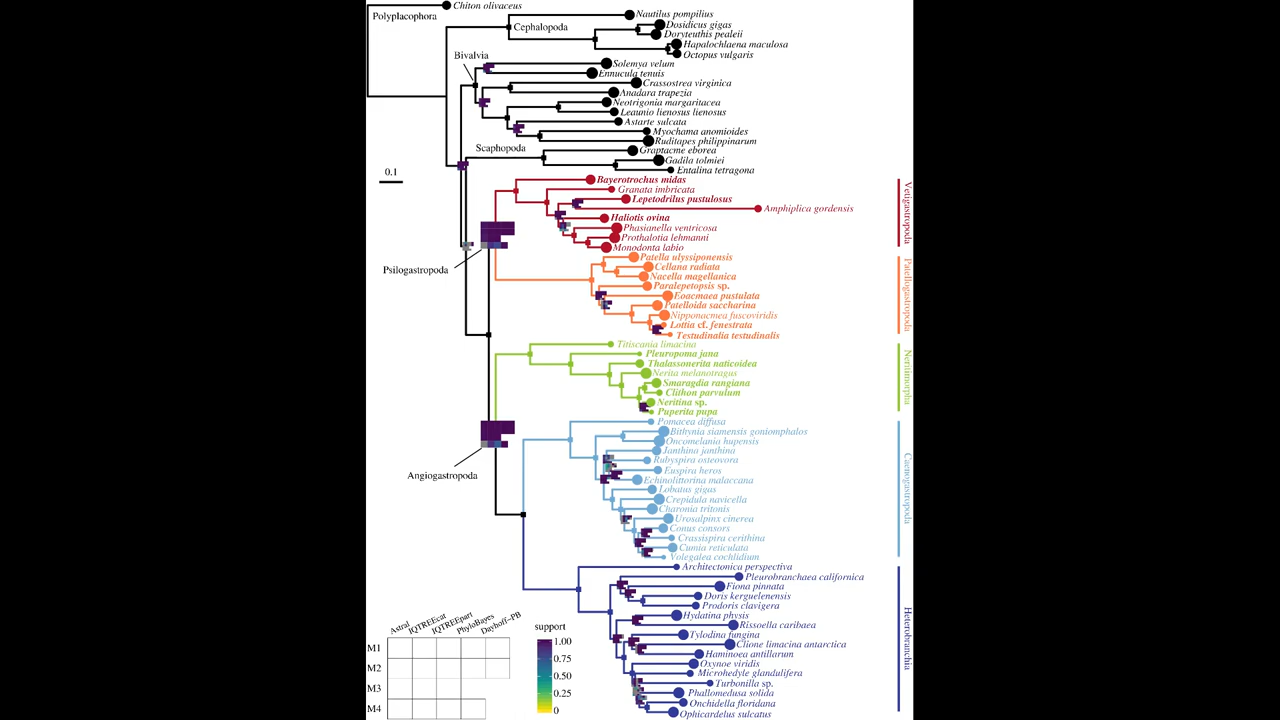 Chiton olivaceus
Polyplacophora
Nautilus pompilius
Cephalopoda
Dosidicus gigas
Doryteuthis pealeii
Hapalochlaena maculosa
Octopus vulgaris
Bivalvia
Solemya velum
Ennucula tenuis
Crassostrea virginica
Anadara trapezia
Neotrigonia margaritacea
Leaunio lienosus lienosus
Astarte sulcata
Myochama anomioides
Ruditapes philippinarum
Scaphopoda
Graptacme eborea
Gadila tolmiei
Entalina tetragona
0.1
Bayerotrochus midas
Granata imbricata
Lepetodrilus pustulosus
Amphiplica gordensis
Haliotis ovina
Phasianella ventricosa
Prothalotia lehmanni
Monodonta labio
Vetigastropoda
Psilogastropoda
Patella ulyssiponensis
Cellana radiata
Nacella magellanica
Paralepetopsis sp.
Eoacmaea pustulata
Patelloida saccharina
Nipponacmea fuscoviridis
Lottia cf. fenestrata
Testudinalia testudinalis
Patellogastropoda
Titiscania limacina
Pleuropoma jana
Thalassonerita naticoidea
Nerita melanotragus
Smaragdia rangiana
Clithon parvulum
Neritina sp.
Puperita pupa
Neritimorpha
Angiogastropoda
Pomacea diffusa
Bithynia siamensis goniomphalos
Oncomelania hupensis
Janthina janthina
Rubyspira osteovora
Euspira heros
Echinolittorina malaccana
Lobatus gigas
Crepidula navicella
Charonia tritonis
Urosalpinx cinerea
Conus consors
Crassispira cerithina
Cumia reticulata
Volegalea cochlidium
Caenogastropoda
Architectonica perspectiva
Pleurobranchaea californica
Fiona pinnata
Doris kerguelenensis
Prodoris clavigera
Hydatina physis
Rissoella caribaea
Tylodina fungina
Clione limacina antarctica
Haminoea antillarum
Oxynoe viridis
Microhedyle glandulifera
Turbonilla sp.
Phallomedusa solida
Onchidella floridana
Ophicardelus sulcatus
Heterobranchia
Astral
IQTREEcat
IQTREEpart
PhyloBayes
Dayhoff-PB
M1
M2
M3
M4
support
1.00
0.75
0.50
0.25
0